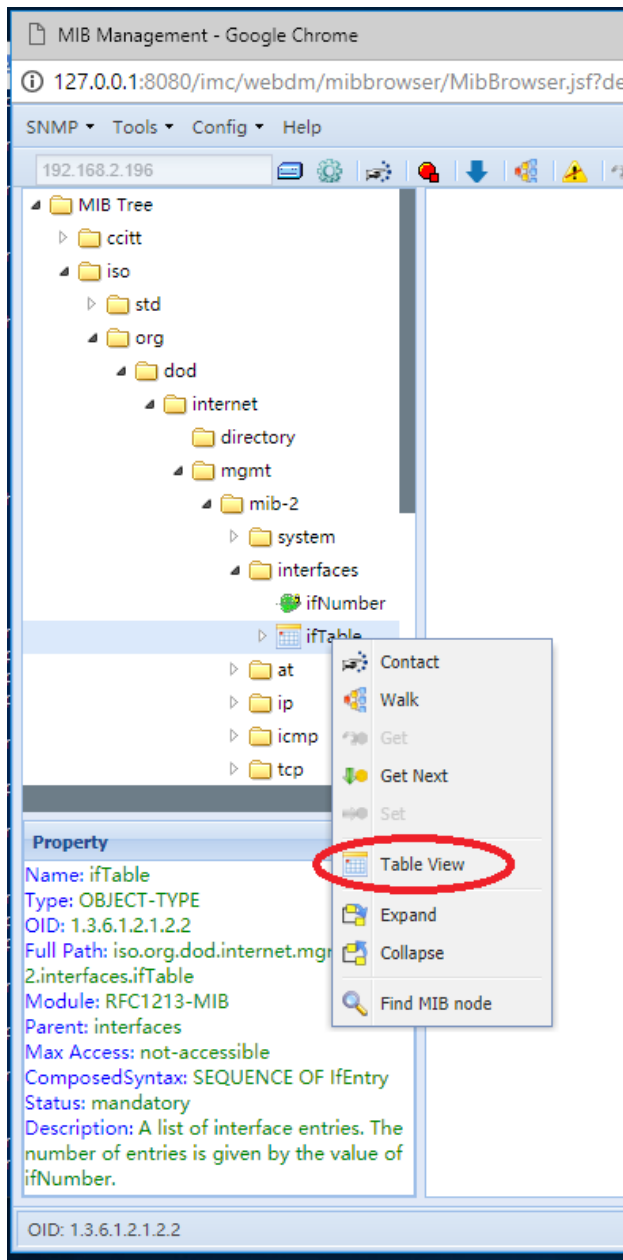 MIB Management - Google Chrome
127.0.0.1:8080/imc/webdm/mibbrowser/MibBrowser.jsf?de
SNMP Tools Config Help
192.168.2.196
MIB Tree
ccitt
iso
std
org
dod
internet
directory
mgmt
mib-2
system
interfaces
ifNumber
ifTable
at
ip
icmp
tcp
Contact
Walk
Get
Get Next
Set
Table View
Expand
Collapse
Find MIB node
Property
Name: ifTable
Type: OBJECT-TYPE
OID: 1.3.6.1.2.1.2.2
Full Path: iso.org.dod.internet.mgr
2.interfaces.ifTable
Module: RFC1213-MIB
Parent: interfaces
Max Access: not-accessible
ComposedSyntax: SEQUENCE OF IfEntry
Status: mandatory
Description: A list of interface entries. The
number of entries is given by the value of
ifNumber.
OID: 1.3.6.1.2.1.2.2